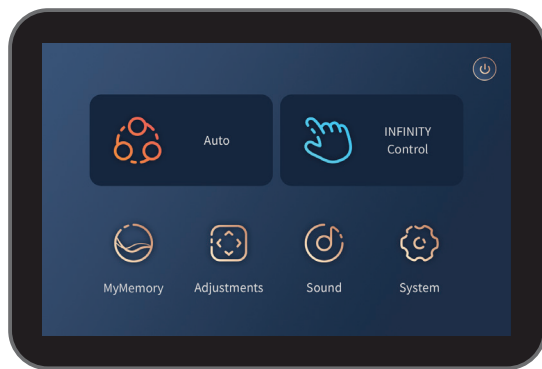 Auto
INFINITY
Control
MyMemory
Adjustments
Sound
System